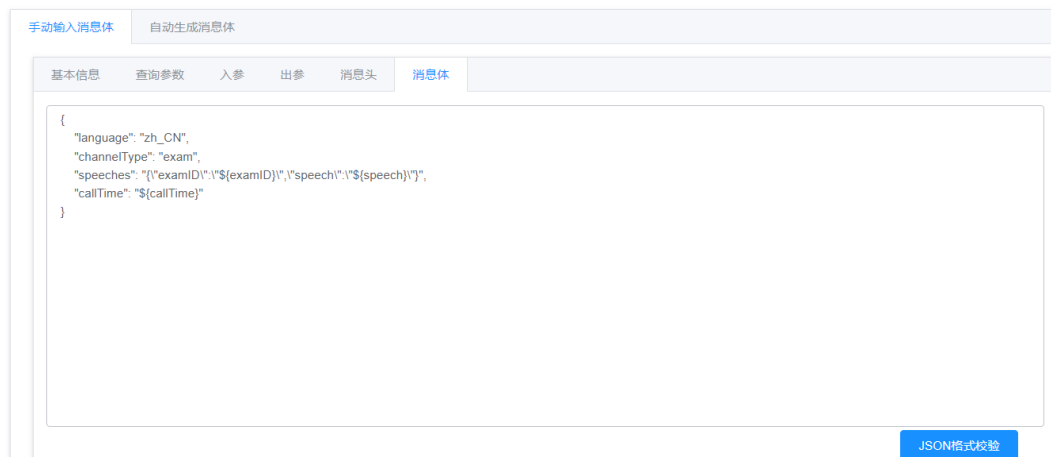 手动输入消息体 自动生成消息体
基本信息 查询参数 入参 出参 消息头 消息体
{
"language": "zh_CN",
"channelType": "exam",
"speeches": "{\"examID\":\"${examID}\",\"speech\":\"${speech}\"}",
"callTime": "${callTime}"
}
JSON格式校验